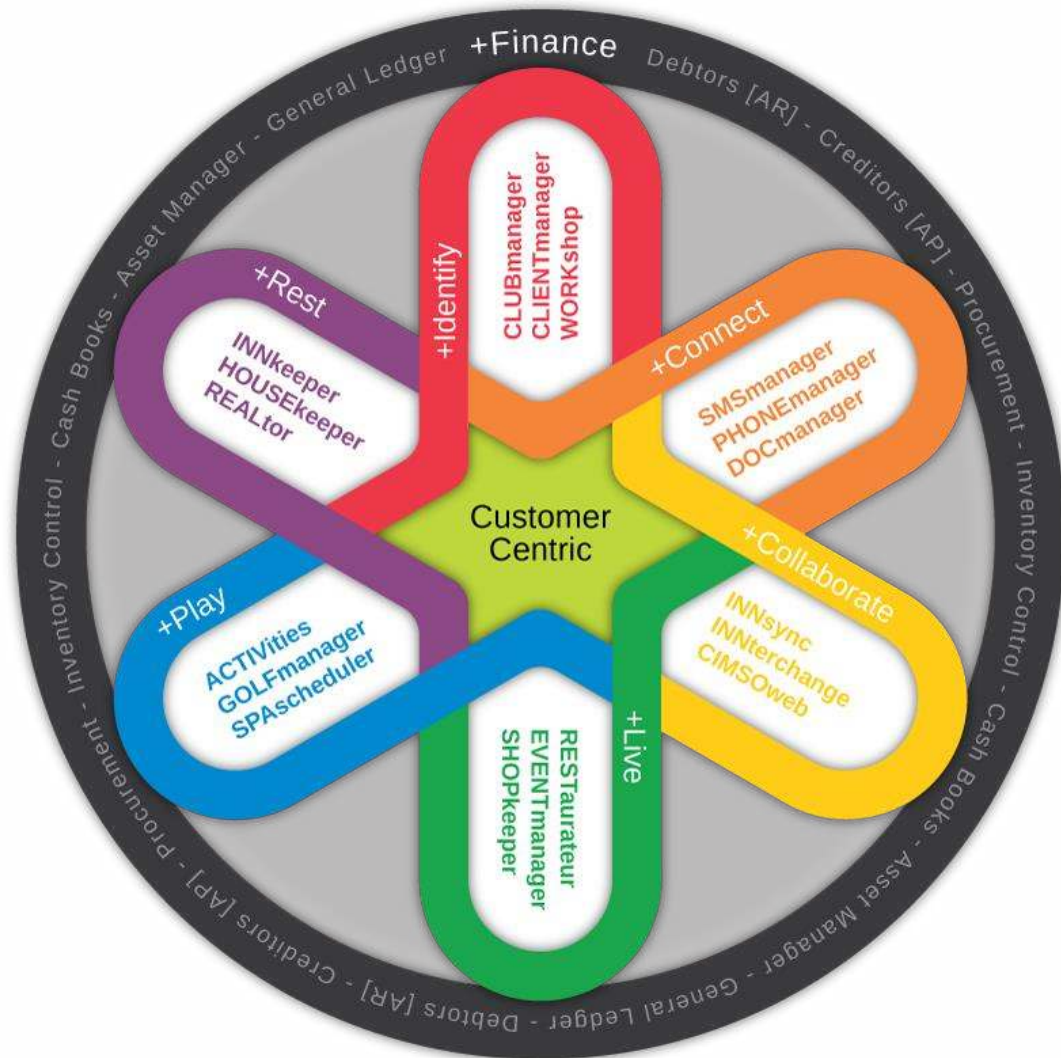 +Finance
Debtors [AR] - Creditors [AP] - Procurement - Inventory Control - Cash Books - Asset Manager - General Ledger - Debtors [AR] - Creditors [AP] - Procurement - Inventory Control - Cash Books - Asset Manager - General Ledger
+Identify
CLUBmanager
CLIENTmanager
WORKshop
+Connect
SMSmanager
PHONEmanager
DOCmanager
+Collaborate
INNsync
INNterchange
CIMSOweb
+Live
RESTaurateur
EVENTmanager
SHOPkeeper
+Play
ACTIVities
GOLFmanager
SPAscheduler
+Rest
INNkeeper
HOUSEkeeper
REALtor
Customer
Centric